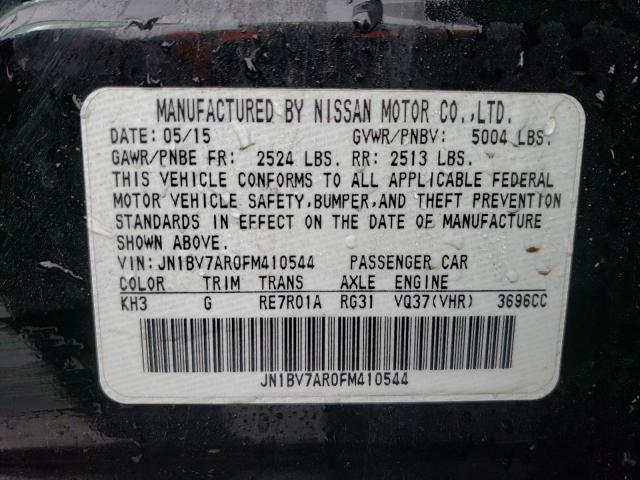 MANUFACTURED BY NISSAN MOTOR CO.,LTD.
DATE: 05/15 GVWR/PNBV: 5004 LBS.
GAWR/PNBE FR: 2524 LBS. RR: 2513 LBS.
THIS VEHICLE CONFORMS TO ALL APPLICABLE FEDERAL
MOTOR VEHICLE SAFETY,BUMPER,AND THEFT PREVENTION
STANDARDS IN EFFECT ON THE DATE OF MANUFACTURE
SHOWN ABOVE.
VIN:JN1BV7AR0FM410544 PASSENGER CAR
COLOR TRIM TRANS AXLE ENGINE
KH3 G RE7R01A RG31 VQ37(VHR) 3696CC
JN1BV7AR0FM410544